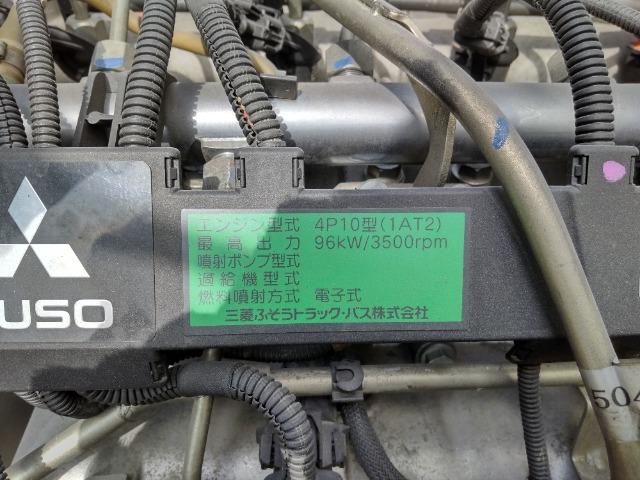 エンジン型式 4P10型(1AT2)
最高出力 96kW/3500rpm
噴射ポンプ型式
過給機型式
燃料噴射方式 電子式
三菱ふそうトラック・バス株式会社
USO
504